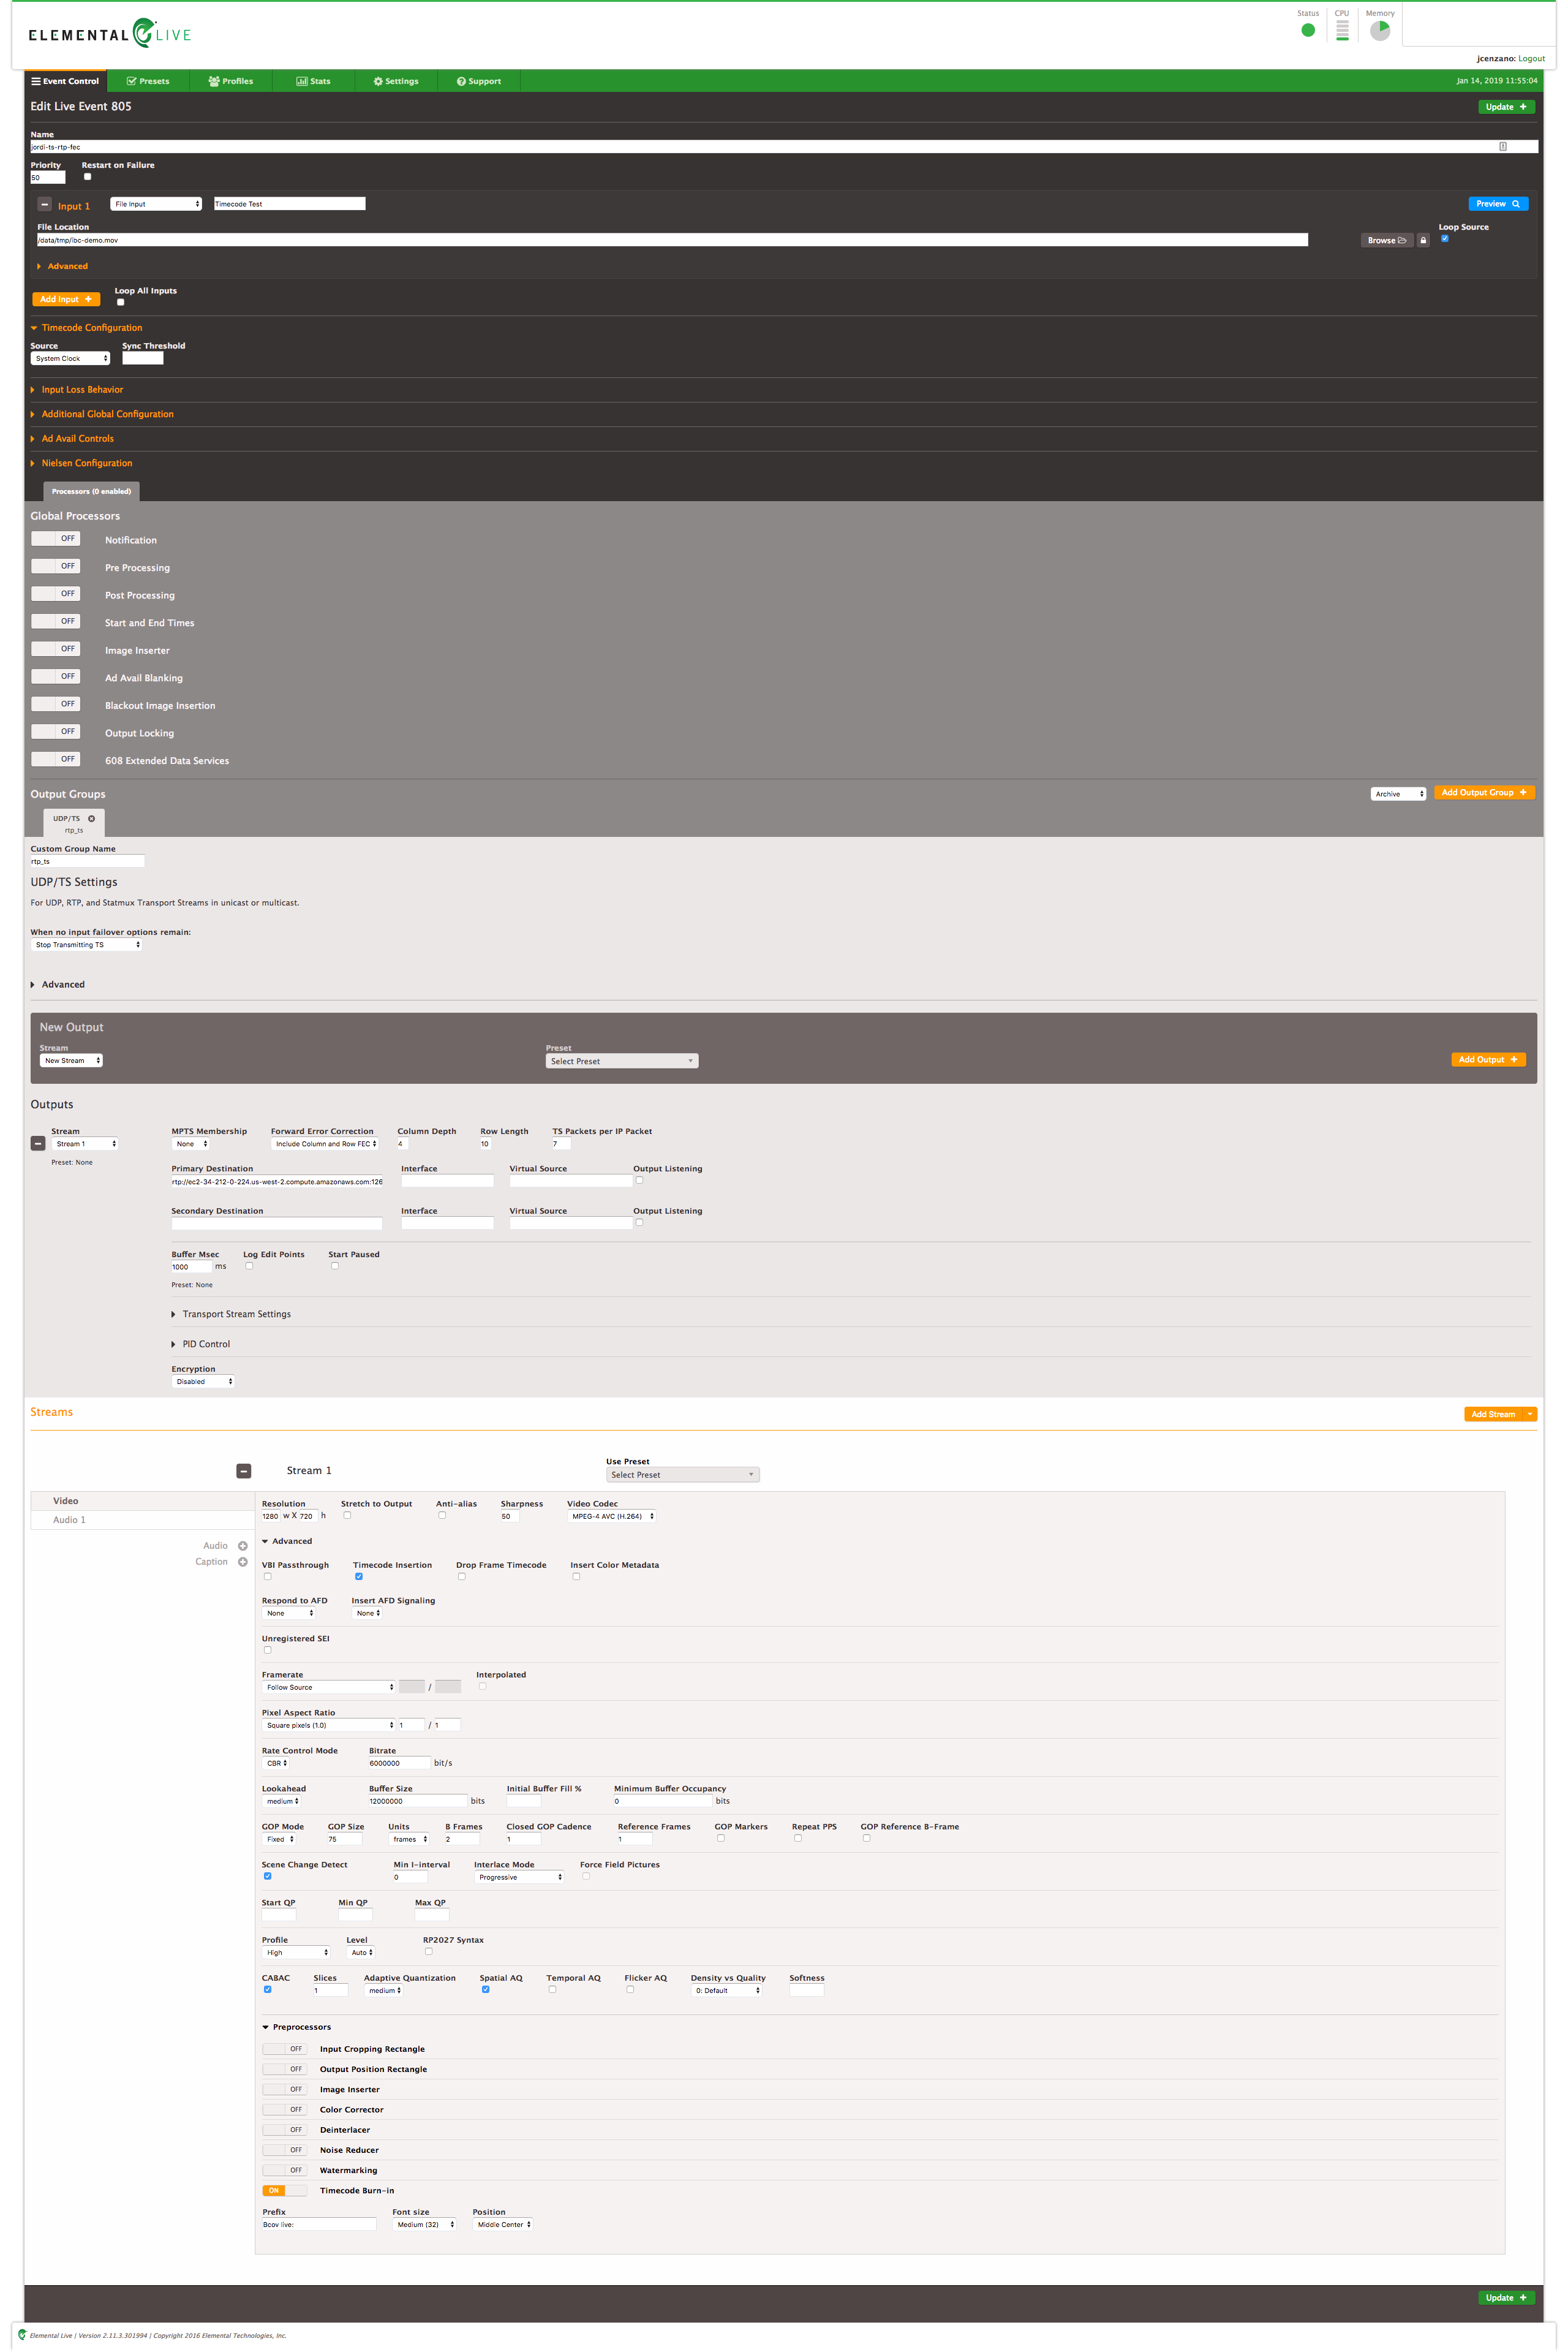 ELEMENTAL LIVE
Status CPU Memory
jcenzano: Logout
Event Control Presets Profiles Stats Settings Support Jan 14, 2019 11:55:04
Edit Live Event 805 Update +
Name
jordi-ts-rtp-fec
Priority Restart on Failure
50
Input 1 File Input Timecode Test Preview
File Location Loop Source
/data/tmp/ibc-demo.mov Browse
Advanced
Add Input + Loop All Inputs
Timecode Configuration
Source Sync Threshold
System Clock
Input Loss Behavior
Additional Global Configuration
Ad Avail Controls
Nielsen Configuration
Processors (0 enabled)
Global Processors
OFF Notification
OFF Pre Processing
OFF Post Processing
OFF Start and End Times
OFF Image Inserter
OFF Ad Avail Blanking
OFF Blackout Image Insertion
OFF Output Locking
OFF 608 Extended Data Services
Output Groups Archive Add Output Group +
UDP/TS
rtp_ts
Custom Group Name
rtp_ts
UDP/TS Settings
For UDP, RTP, and Statmux Transport Streams in unicast or multicast.
When no input failover options remain:
Stop Transmitting TS
Advanced
New Output
Stream Preset
New Stream Select Preset Add Output +
Outputs
Stream MPTS Membership Forward Error Correction Column Depth Row Length TS Packets per IP Packet
Stream 1 None Include Column and Row FEC 4 10 7
Preset: None
Primary Destination Interface Virtual Source Output Listening
rtp://ec2-34-212-0-224.us-west-2.compute.amazonaws.com:126
Secondary Destination Interface Virtual Source Output Listening
Buffer Msec Log Edit Points Start Paused
1000 ms
Preset: None
Transport Stream Settings
PID Control
Encryption
Disabled
Streams Add Stream
Stream 1 Use Preset
Select Preset
Video
Audio 1
Audio
Caption
Resolution Stretch to Output Anti-alias Sharpness Video Codec
1280 w X 720 h 50 MPEG-4 AVC (H.264)
Advanced
VBI Passthrough Timecode Insertion Drop Frame Timecode Insert Color Metadata
Respond to AFD Insert AFD Signaling
None None
Unregistered SEI
Framerate Interpolated
Follow Source /
Pixel Aspect Ratio
Square pixels (1.0) 1 / 1
Rate Control Mode Bitrate
CBR 6000000 bit/s
Lookahead Buffer Size Initial Buffer Fill % Minimum Buffer Occupancy
medium 12000000 bits 0 bits
GOP Mode GOP Size Units B Frames Closed GOP Cadence Reference Frames GOP Markers Repeat PPS GOP Reference B-Frame
Fixed 75 frames 2 1 1
Scene Change Detect Min I-interval Interlace Mode Force Field Pictures
0 Progressive
Start QP Min QP Max QP
Profile Level RP2027 Syntax
High Auto
CABAC Slices Adaptive Quantization Spatial AQ Temporal AQ Flicker AQ Density vs Quality Softness
1 medium 0: Default
Preprocessors
OFF Input Cropping Rectangle
OFF Output Position Rectangle
OFF Image Inserter
OFF Color Corrector
OFF Deinterlacer
OFF Noise Reducer
OFF Watermarking
ON Timecode Burn-in
Prefix Font size Position
Bcov live: Medium (32) Middle Center
Update +
Elemental Live | Version 2.11.3.301994 | Copyright 2016 Elemental Technologies, Inc.